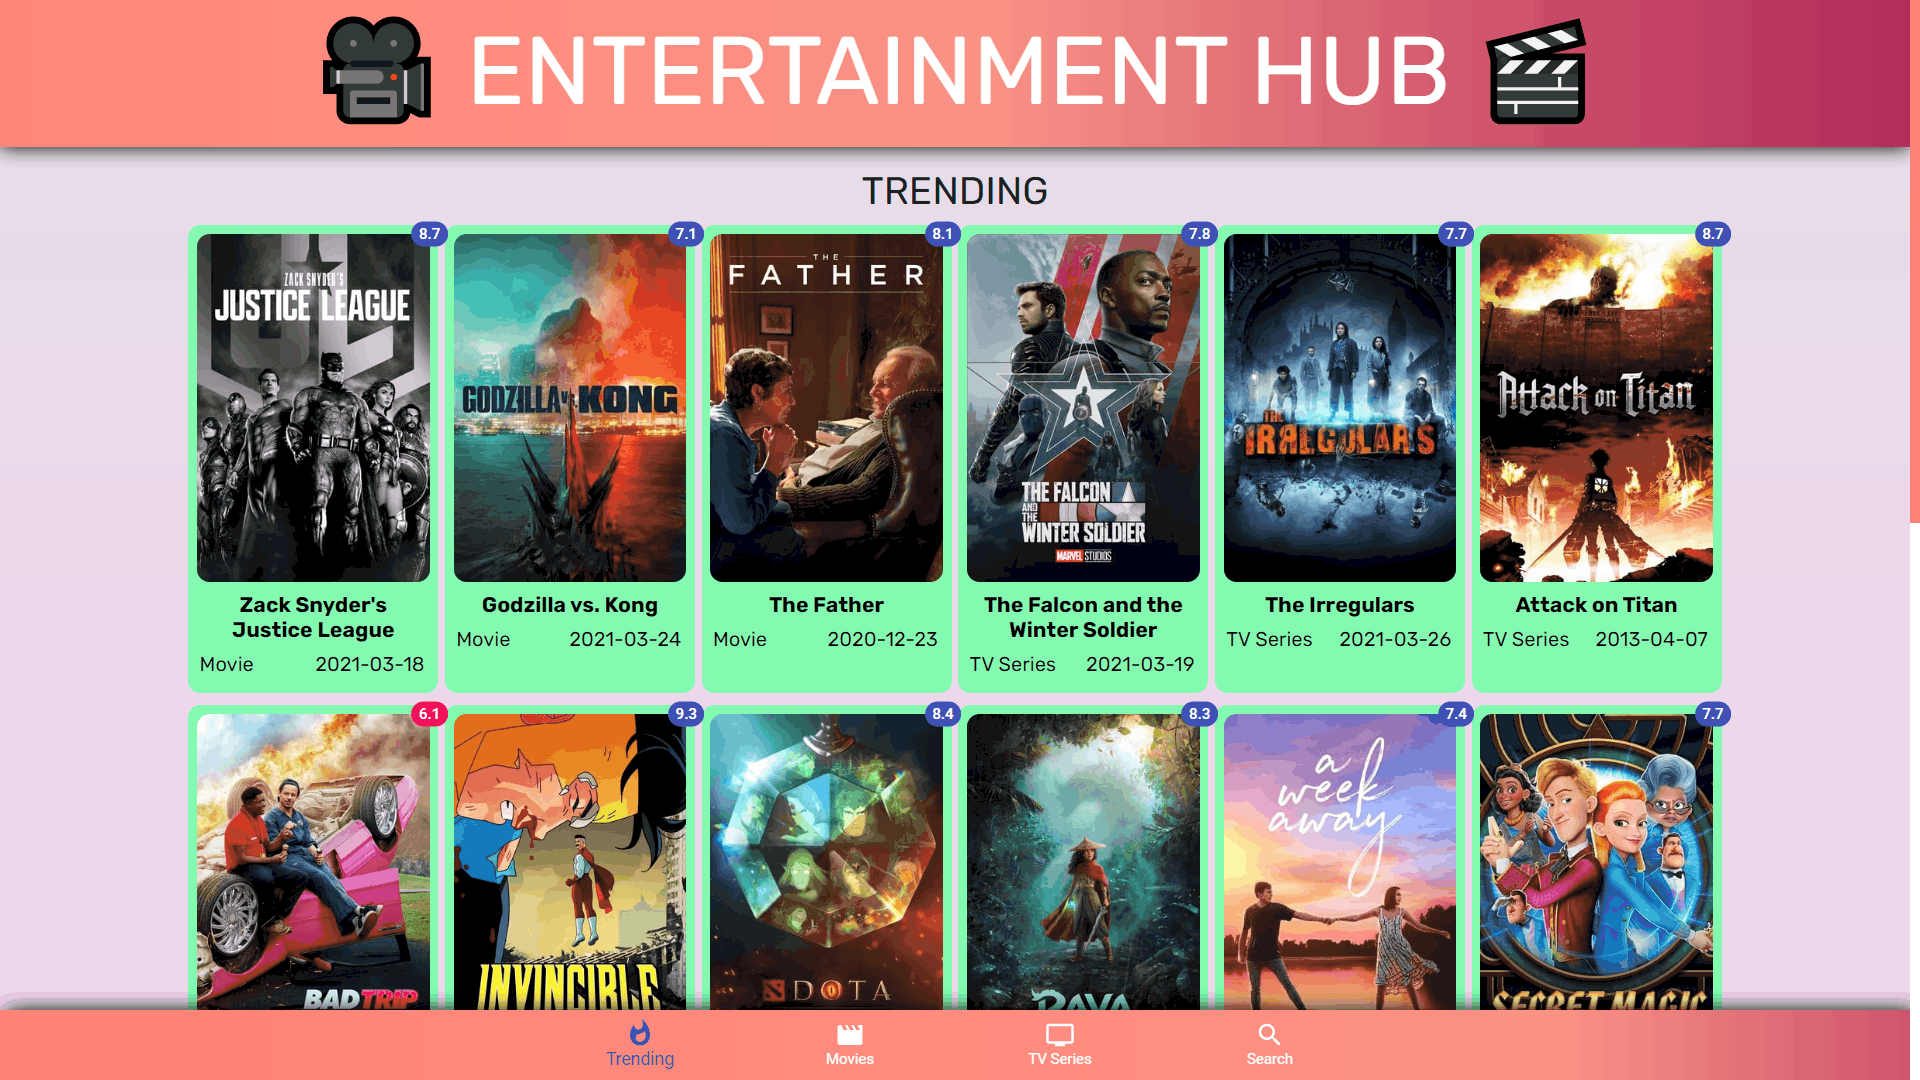 ENTERTAINMENT HUB
TRENDING
8.7
7.1
8.1
7.8
7.7
8.7
ZACK SNYDER'S
JUSTICE LEAGUE
GODZILLA vs. KONG
THE
FATHER
THE FALCON
AND
THE
WINTER SOLDIER
MARVEL STUDIOS
THE
IRREGULARS
Attack on Titan
Zack Snyder's
Justice League
Movie 2021-03-18
Godzilla vs. Kong
Movie 2021-03-24
The Father
Movie 2020-12-23
The Falcon and the
Winter Soldier
TV Series 2021-03-19
The Irregulars
TV Series 2021-03-26
Attack on Titan
TV Series 2013-04-07
6.1
9.3
8.4
8.3
7.4
7.7
BAD TRIP
INVINCIBLE
DOTA
RAYA
a
week
away
SECRET MAGIC
Trending
Movies
TV Series
Search